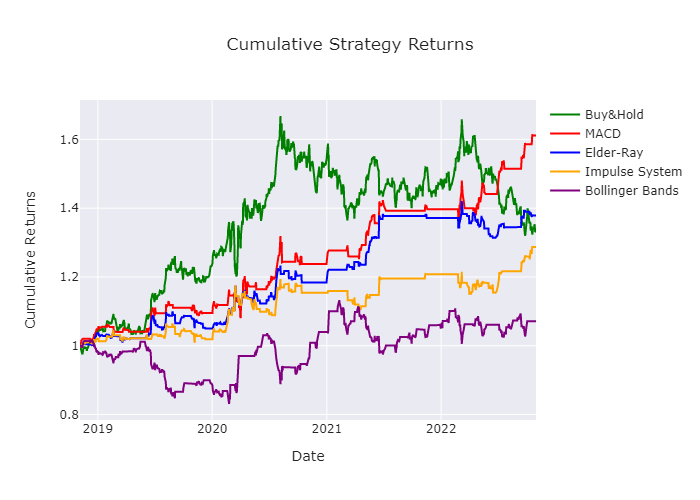 Cumulative Strategy Returns
Cumulative Returns
1.6
1.4
1.2
1
0.8
2019
2020
2021
2022
Date
Buy&Hold
MACD
Elder-Ray
Impulse System
Bollinger Bands